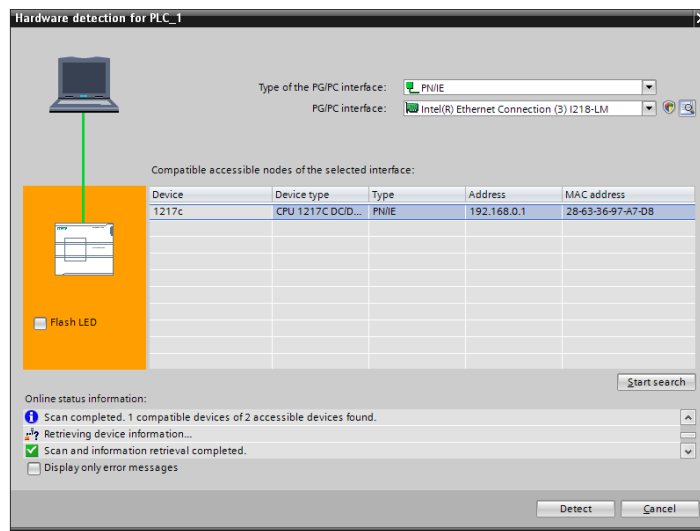 Hardware detection for PLC_1
Type of the PG/PC interface: PN/IE
PG/PC interface: Intel(R) Ethernet Connection (3) I218-LM
Compatible accessible nodes of the selected interface:
Device Device type Type Address MAC address
1217c CPU 1217C DC/D... PN/IE 192.168.0.1 28-63-36-97-A7-D8
Flash LED
Start search
Online status information:
Scan completed. 1 compatible devices of 2 accessible devices found.
Retrieving device information...
Scan and information retrieval completed.
Display only error messages
Detect Cancel